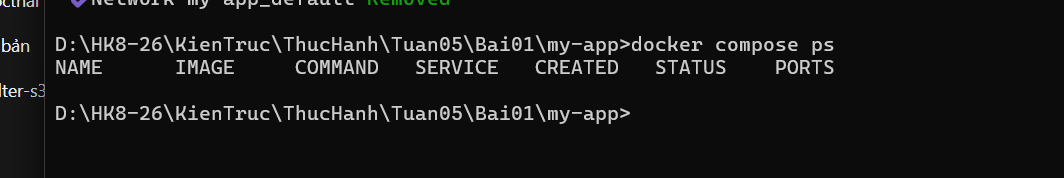 Network my-app_default Removed
bản
D:\HK8-26\KienTruc\ThucHanh\Tuan05\Bai01\my-app>docker compose ps
NAME IMAGE COMMAND SERVICE CREATED STATUS PORTS
D:\HK8-26\KienTruc\ThucHanh\Tuan05\Bai01\my-app>